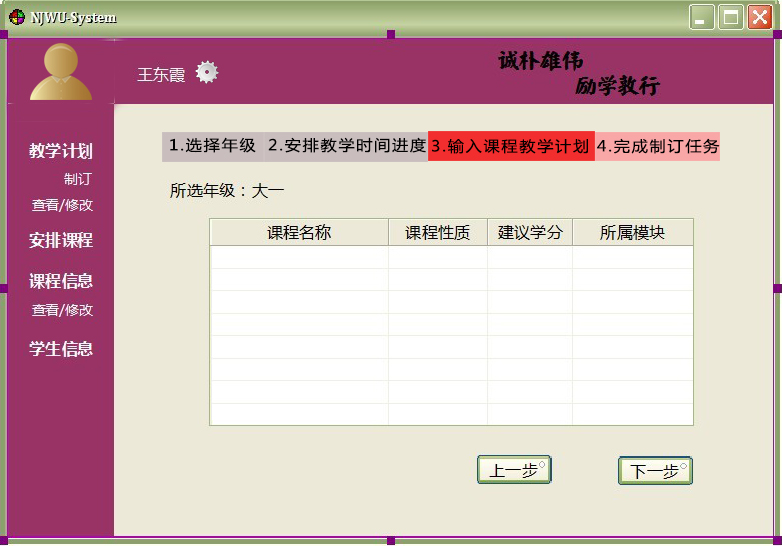 NJWU-System
王东霞
诚朴雄伟
励学敦行
1.选择年级 2.安排教学时间进度 3.输入课程教学计划 4.完成制订任务
教学计划
制订
查看/修改
安排课程
课程信息
查看/修改
学生信息
所选年级：大一
课程名称 课程性质 建议学分 所属模块
上一步 下一步